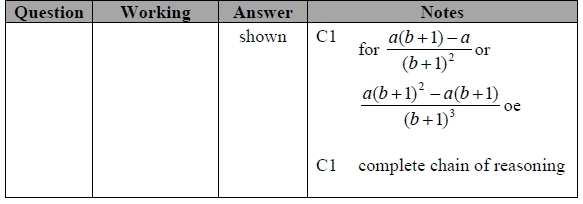 Question Working Answer Notes
shown C1 for a(b+1)−a / (b+1)² or
a(b+1)² −a(b+1) / (b+1)³ oe
C1 complete chain of reasoning